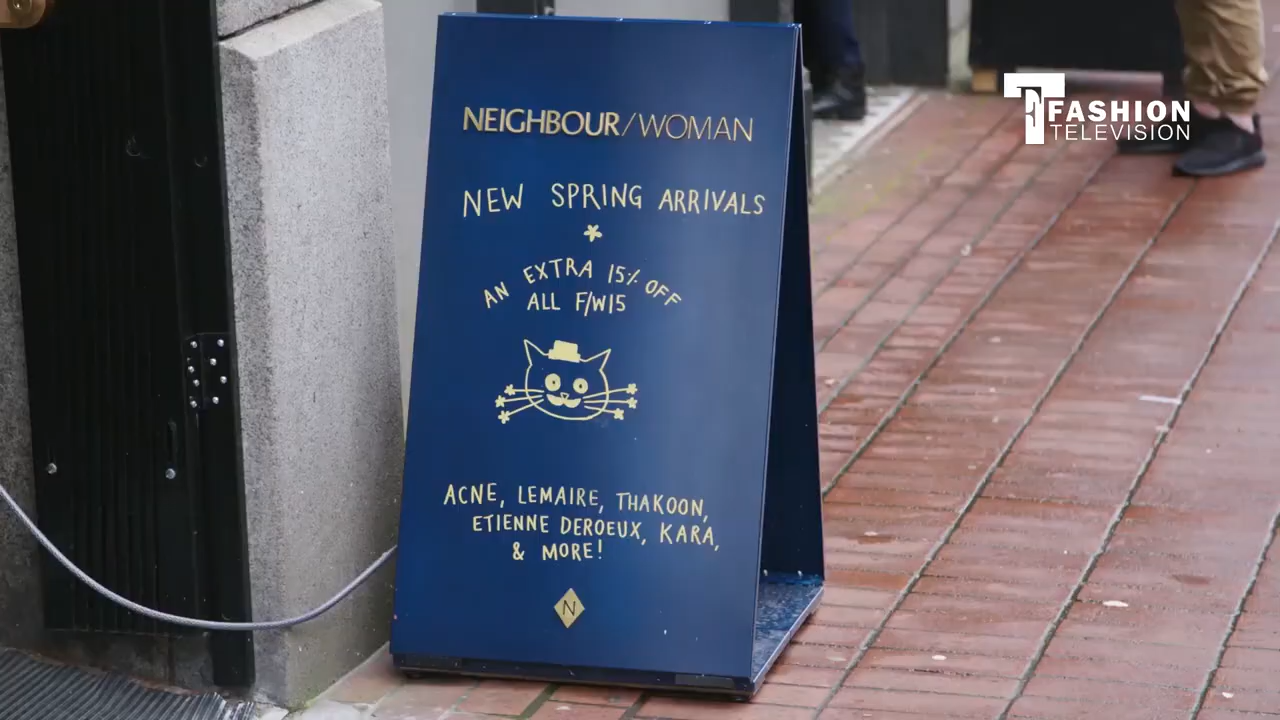 NEIGHBOUR/WOMAN
NEW SPRING ARRIVALS
AN EXTRA 15% OFF
ALL F/W15
ACNE, LEMAIRE, THAKOON,
ETIENNE DEROEUX, KARA,
& MORE!
N
FT FASHION
TELEVISION